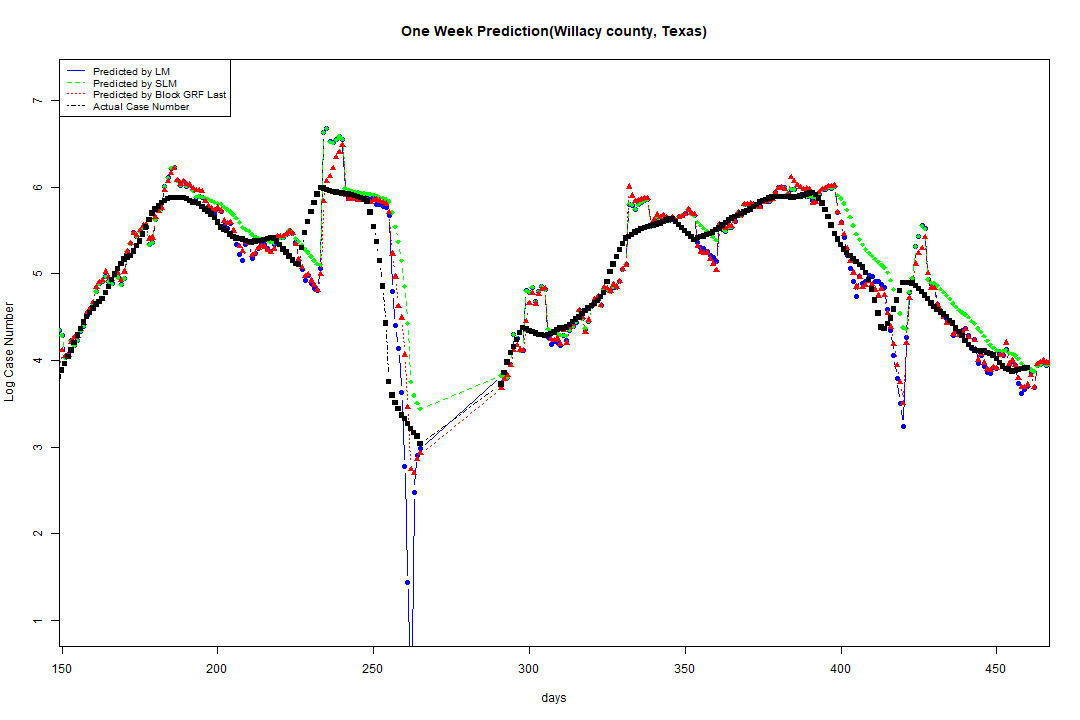 One Week Prediction(Willacy county, Texas)
Predicted by LM
Predicted by SLM
Predicted by Block GRF Last
Actual Case Number
Log Case Number
7
6
5
4
3
2
1
150 200 250 300 350 400 450
days